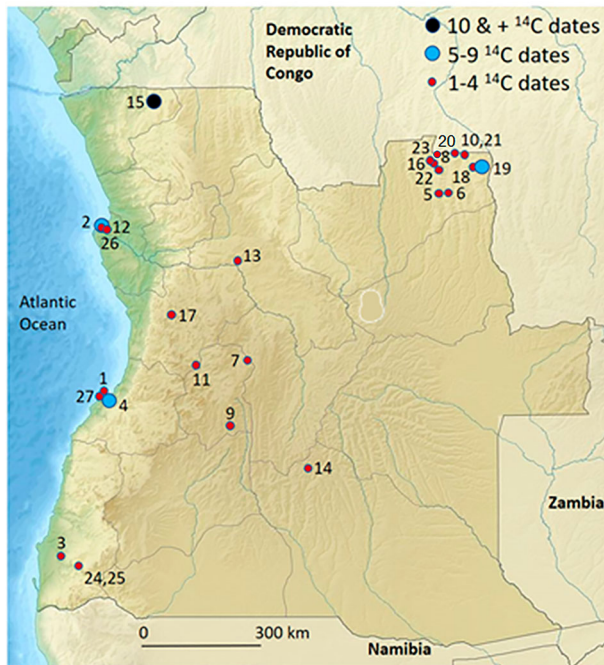 Democratic
Republic of
Congo
10 & + ¹⁴C dates
5-9 ¹⁴C dates
1-4 ¹⁴C dates
15
20
10,21
23
8
16
22
18
19
5
6
2
12
26
13
Atlantic
Ocean
17
7
11
1
27
4
9
14
Zambia
3
24,25
0
300 km
Namibia